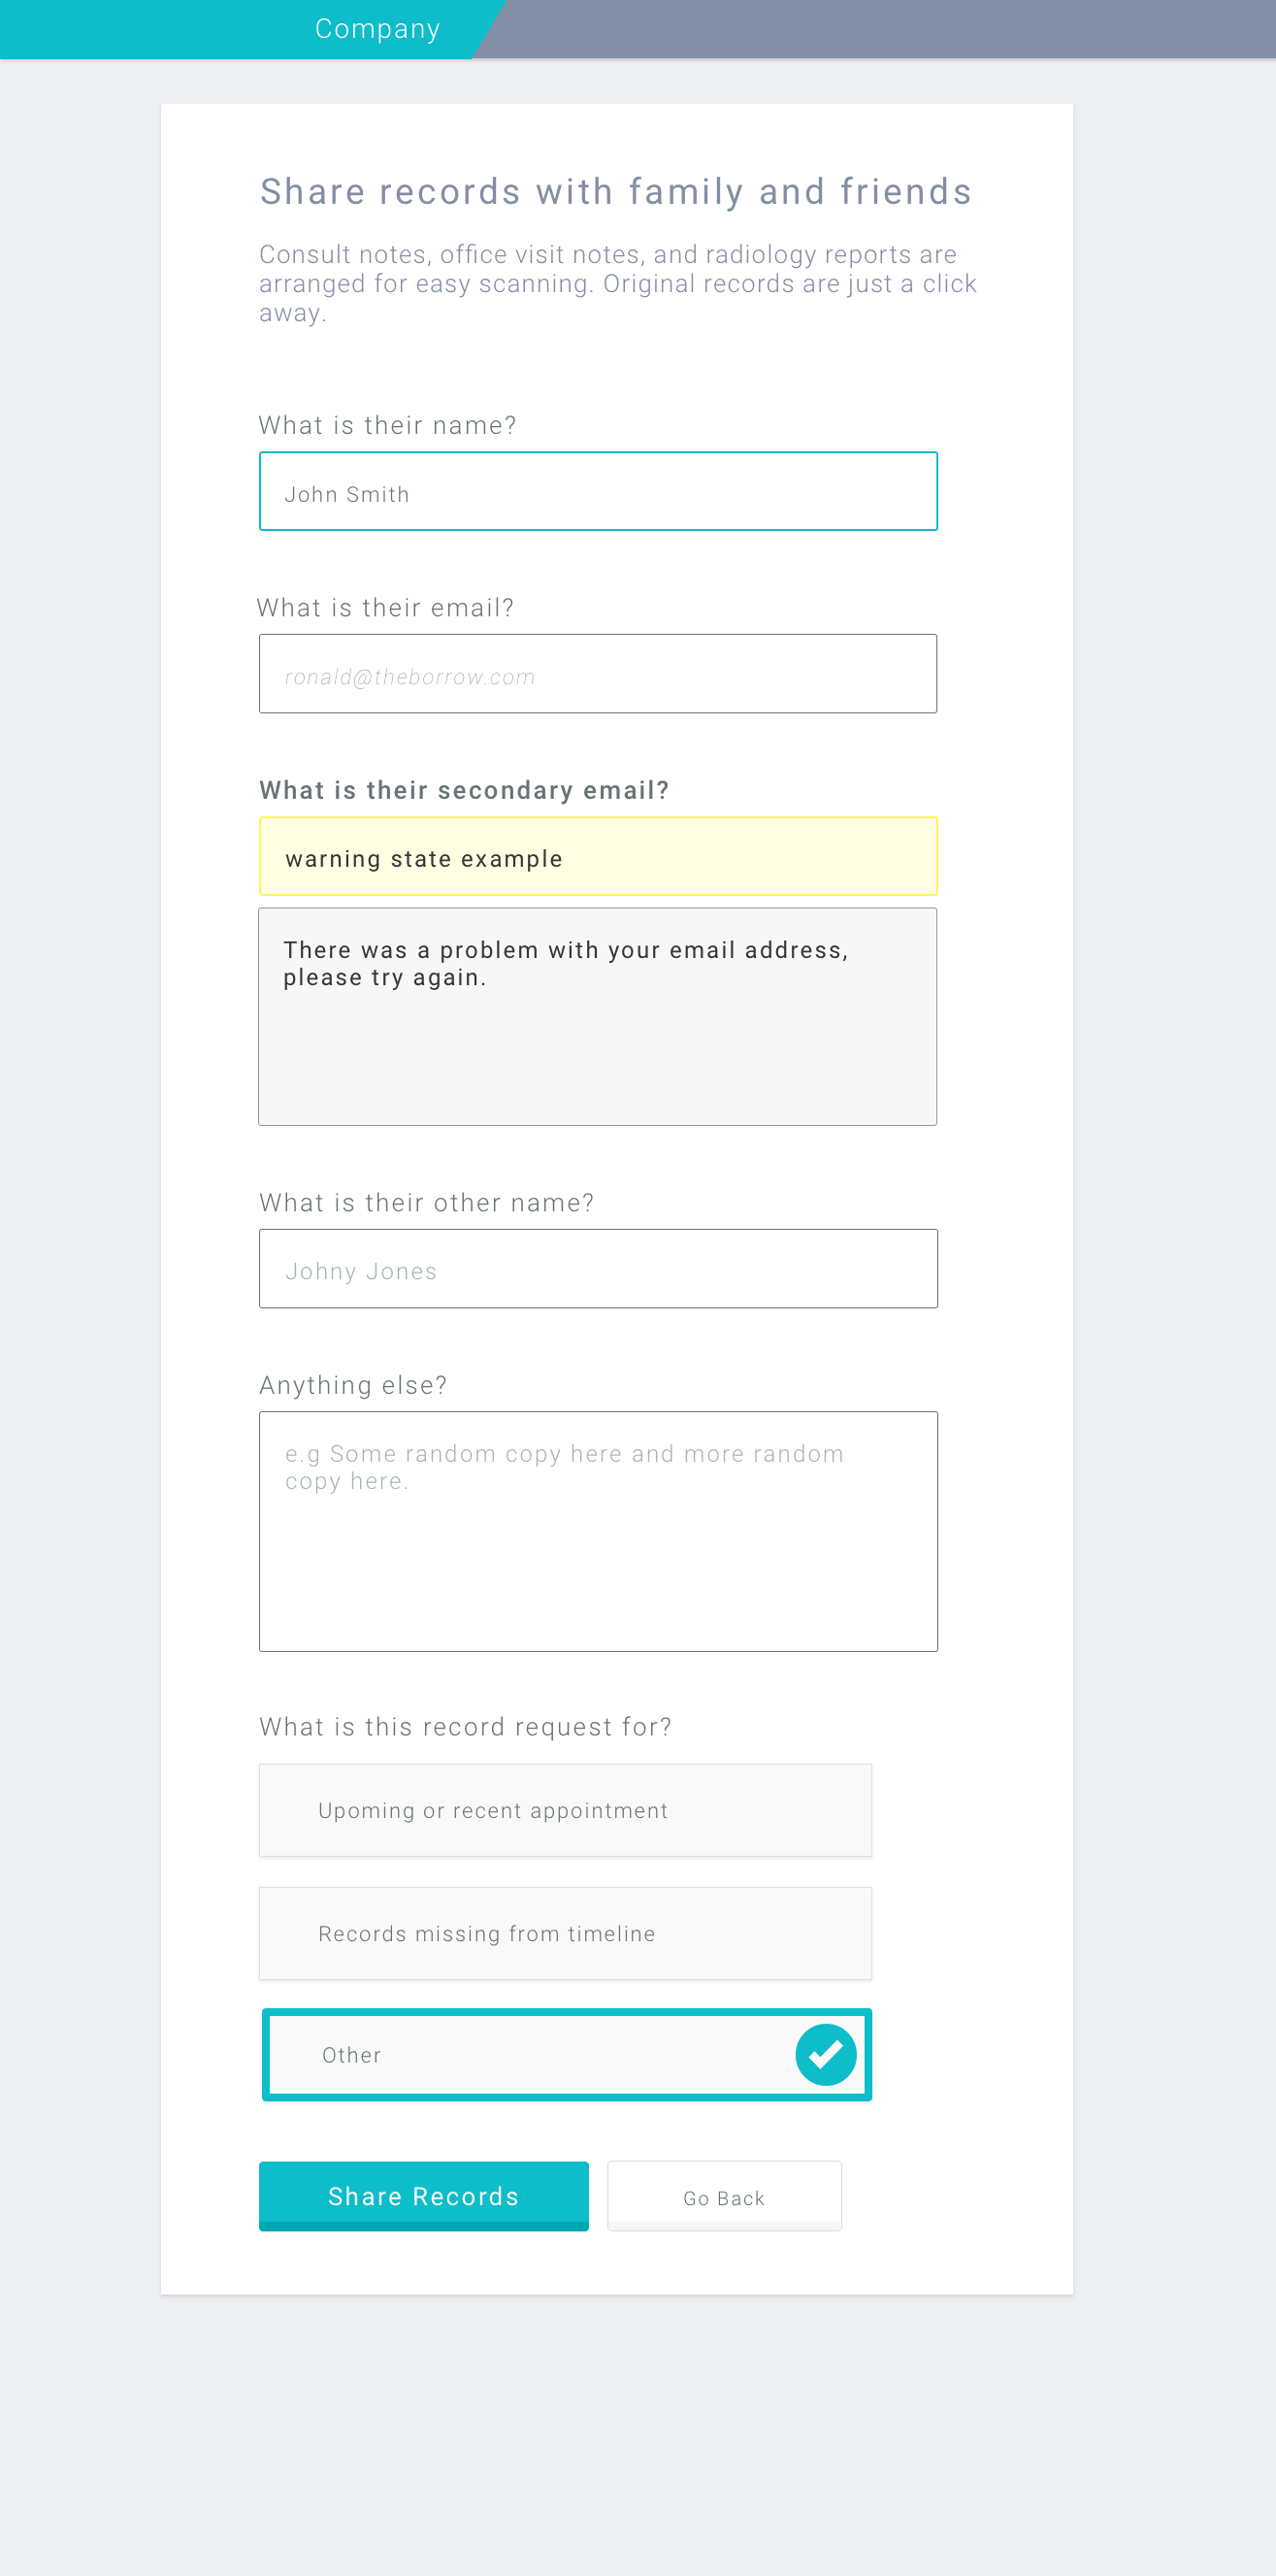 Company
Share records with family and friends
Consult notes, office visit notes, and radiology reports are
arranged for easy scanning. Original records are just a click
away.
What is their name?
John Smith
What is their email?
ronald@theborrow.com
What is their secondary email?
warning state example
There was a problem with your email address,
please try again.
What is their other name?
Johny Jones
Anything else?
e.g Some random copy here and more random
copy here.
What is this record request for?
Upoming or recent appointment
Records missing from timeline
Other
Share Records
Go Back